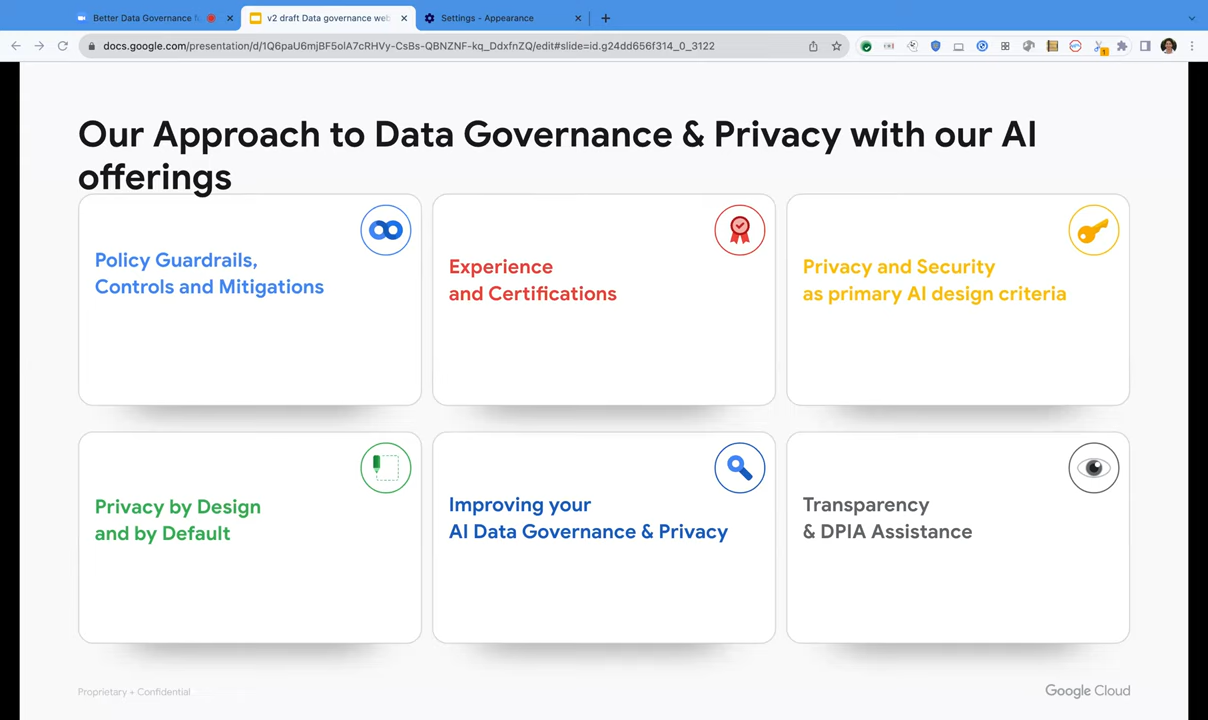 Better Data Governance f
v2 draft Data governance web
Settings - Appearance
docs.google.com/presentation/d/1Q6paU6mjBF5olA7cRHVy-CsBs-QBNZNF-kq_DdxfnZQ/edit#slide=id.g24dd656f314_0_3122
1
Our Approach to Data Governance & Privacy with our AI
offerings
Policy Guardrails,
Controls and Mitigations
Experience
and Certifications
Privacy and Security
as primary AI design criteria
Privacy by Design
and by Default
Improving your
AI Data Governance & Privacy
Transparency
& DPIA Assistance
Proprietary + Confidential
Google Cloud